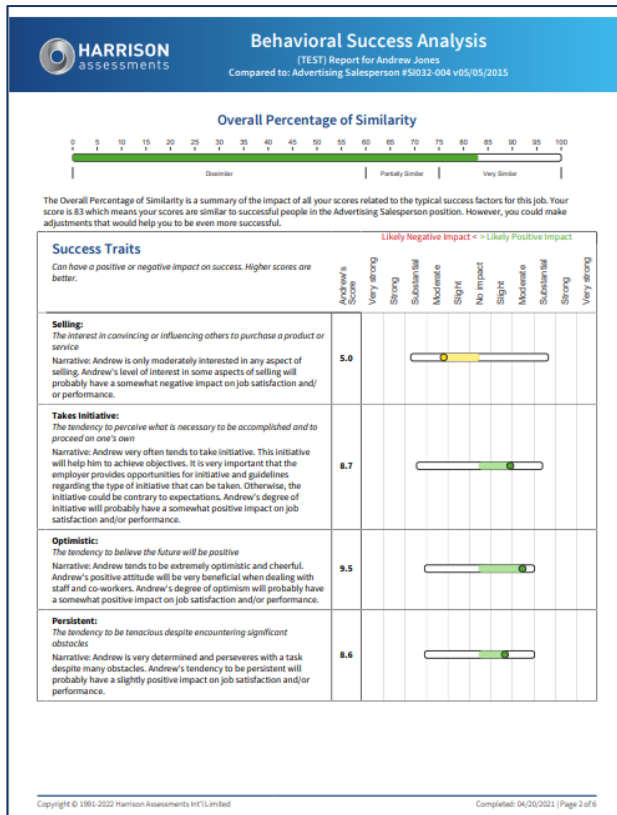 HARRISON
assessments
Behavioral Success Analysis
(TEST) Report for Andrew Jones
Compared to: Advertising Salesperson #SI032-004 v05/05/2015
Overall Percentage of Similarity
0 5 10 15 20 25 30 35 40 45 50 55 60 65 70 75 80 85 90 95 100
Dissimilar Partially Similar Very Similar
The Overall Percentage of Similarity is a summary of the impact of all your scores related to the typical success factors for this job. Your
score is 83 which means your scores are similar to successful people in the Advertising Salesperson position. However, you could make
adjustments that would help you to be even more successful.
Likely Negative Impact < > Likely Positive Impact
Success Traits
Can have a positive or negative impact on success. Higher scores are
better.
Andrew's
Score
Very strong
Strong
Substantial
Moderate
Slight
No impact
Slight
Moderate
Substantial
Strong
Very strong
Selling:
The interest in convincing or influencing others to purchase a product or
service
Narrative: Andrew is only moderately interested in any aspect of
selling. Andrew's level of interest in some aspects of selling will
probably have a somewhat negative impact on job satisfaction and/
or performance.
5.0
Takes Initiative:
The tendency to perceive what is necessary to be accomplished and to
proceed on one's own
Narrative: Andrew very often tends to take initiative. This initiative
will help him to achieve objectives. It is very important that the
employer provides opportunities for initiative and guidelines
regarding the type of initiative that can be taken. Otherwise, the
initiative could be contrary to expectations. Andrew's degree of
initiative will probably have a somewhat positive impact on job
satisfaction and/or performance.
8.7
Optimistic:
The tendency to believe the future will be positive
Narrative: Andrew tends to be extremely optimistic and cheerful.
Andrew's positive attitude will be very beneficial when dealing with
staff and co-workers. Andrew's degree of optimism will probably have
a somewhat positive impact on job satisfaction and/or performance.
9.5
Persistent:
The tendency to be tenacious despite encountering significant
obstacles
Narrative: Andrew is very determined and perseveres with a task
despite many obstacles. Andrew's tendency to be persistent will
probably have a slightly positive impact on job satisfaction and/or
performance.
8.6
Copyright © 1991-2022 Harrison Assessments Int'l Limited
Completed: 04/20/2021 | Page 2 of 6